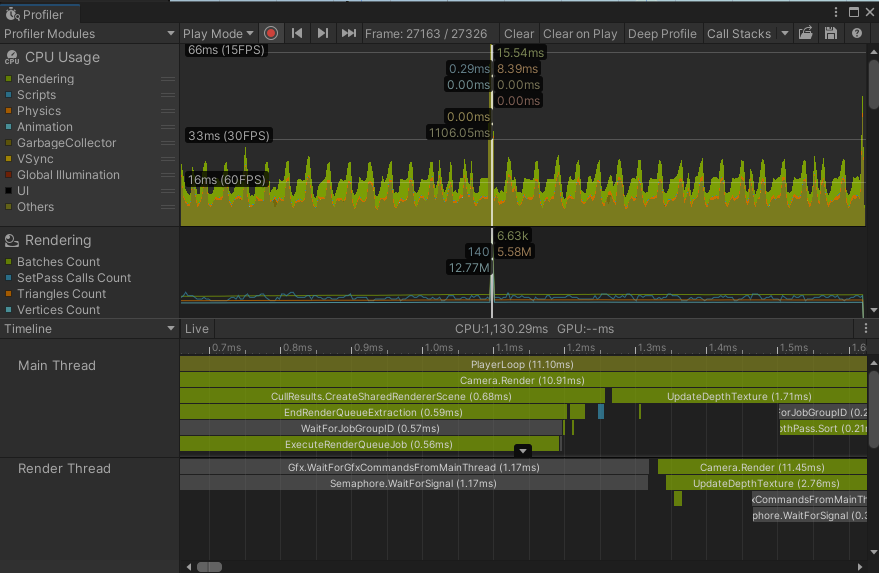 Profiler
Profiler Modules
Play Mode
Frame: 27163 / 27326
Clear
Clear on Play
Deep Profile
Call Stacks
CPU Usage
Rendering
Scripts
Physics
Animation
GarbageCollector
VSync
Global Illumination
UI
Others
66ms (15FPS)
33ms (30FPS)
16ms (60FPS)
15.54ms
0.29ms
8.39ms
0.00ms
0.00ms
0.00ms
0.00ms
1106.05ms
Rendering
Batches Count
SetPass Calls Count
Triangles Count
Vertices Count
6.63k
140
5.58M
12.77M
Timeline
Live
CPU:1,130.29ms GPU:--ms
0.7ms
0.8ms
0.9ms
1.0ms
1.1ms
1.2ms
1.3ms
1.4ms
1.5ms
1.6
Main Thread
PlayerLoop (11.10ms)
Camera.Render (10.91ms)
CullResults.CreateSharedRendererScene (0.68ms)
UpdateDepthTexture (1.71ms)
EndRenderQueueExtraction (0.59ms)
orJobGroupID (0.2
WaitForJobGroupID (0.57ms)
thPass.Sort (0.21m
ExecuteRenderQueueJob (0.56ms)
Render Thread
Gfx.WaitForGfxCommandsFromMainThread (1.17ms)
Camera.Render (11.45ms)
Semaphore.WaitForSignal (1.17ms)
UpdateDepthTexture (2.76ms)
xCommandsFromMainTh
phore.WaitForSignal (0.3